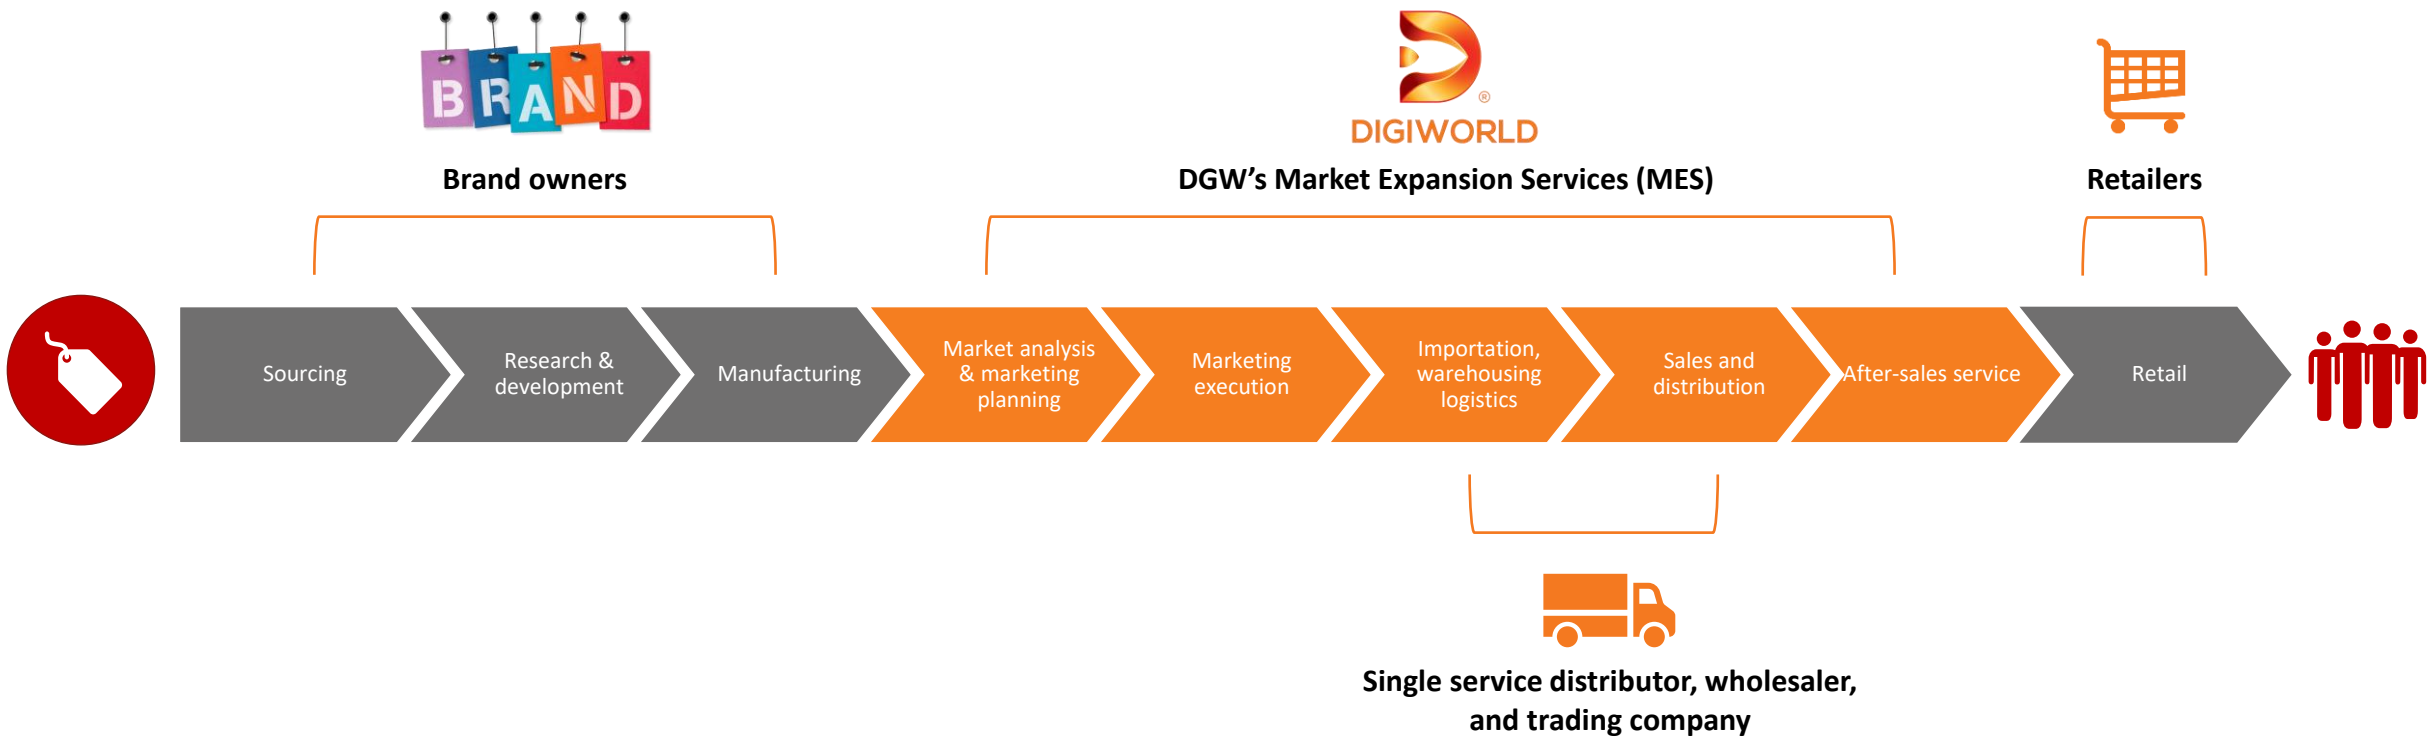 BRAND
DIGIWORLD
®
Brand owners
DGW's Market Expansion Services (MES)
Retailers
Sourcing
Research &
development
Manufacturing
Market analysis
& marketing
planning
Marketing
execution
Importation,
warehousing
logistics
Sales and
distribution
After-sales service
Retail
Single service distributor, wholesaler,
and trading company